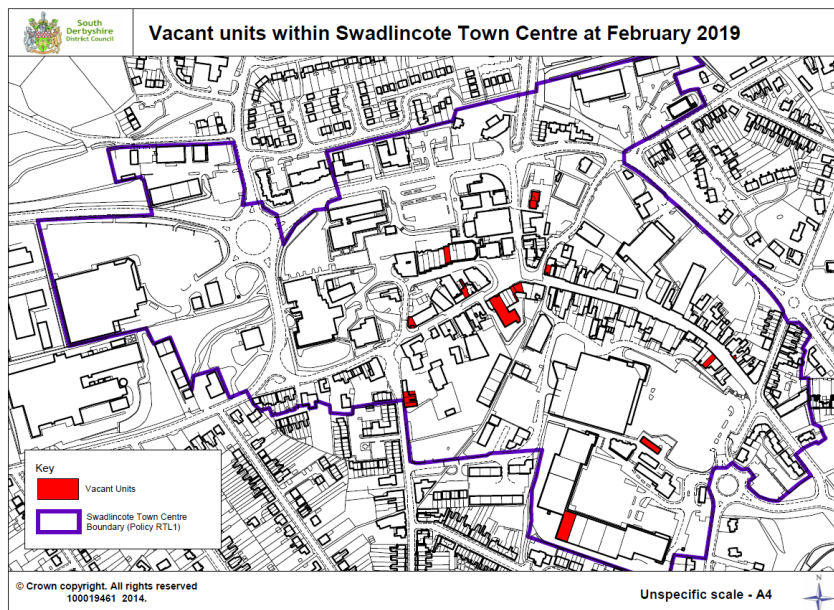 South
Derbyshire
District Council
Vacant units within Swadlincote Town Centre at February 2019
Key
Vacant Units
Swadlincote Town Centre
Boundary (Policy RTL1)
© Crown copyright. All rights reserved
100019461 2014.
Unspecific scale - A4